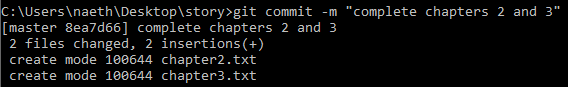 C:\Users\naeth\Desktop\story>git commit -m "complete chapters 2 and 3"
[master 8ea7d66] complete chapters 2 and 3
 2 files changed, 2 insertions(+)
 create mode 100644 chapter2.txt
 create mode 100644 chapter3.txt